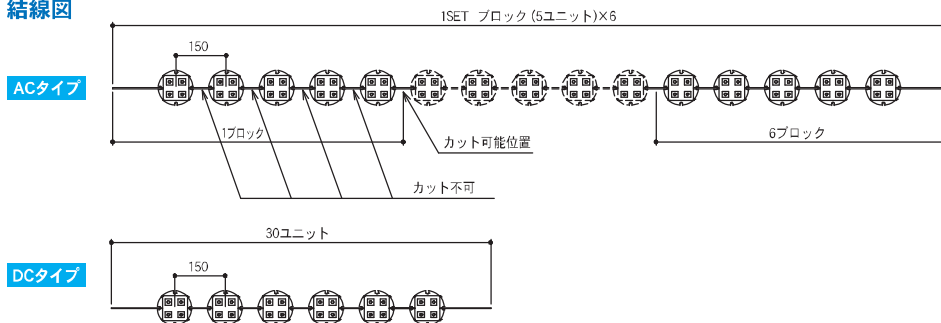 結線図
1SET ブロック(5ユニット)×6
150
ACタイプ
1ブロック
カット可能位置
6ブロック
カット不可
30ユニット
150
DCタイプ